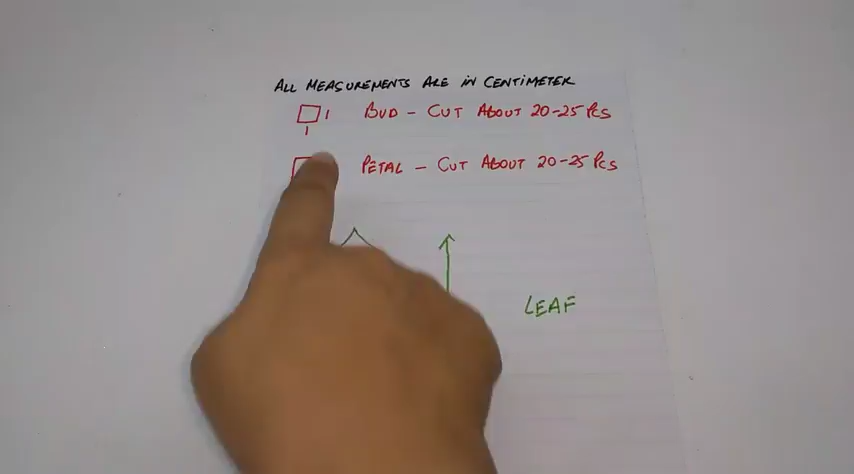 ALL MEASUREMENTS ARE IN CENTIMETER
1 BUD - CUT ABOUT 20-25 PCS
1
PETAL - CUT ABOUT 20-25 PCS
LEAF